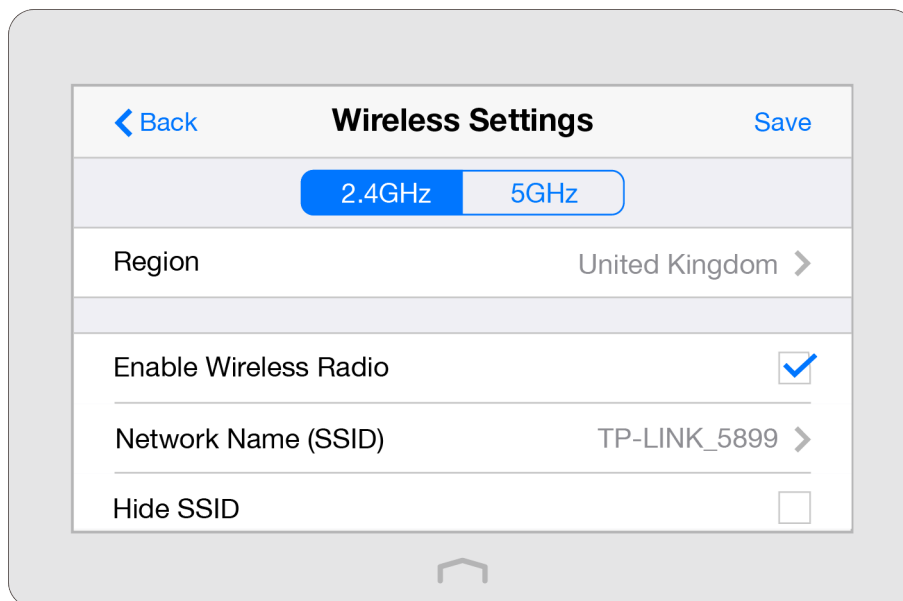 Back Wireless Settings Save
2.4GHz 5GHz
Region United Kingdom
Enable Wireless Radio
Network Name (SSID) TP-LINK_5899
Hide SSID